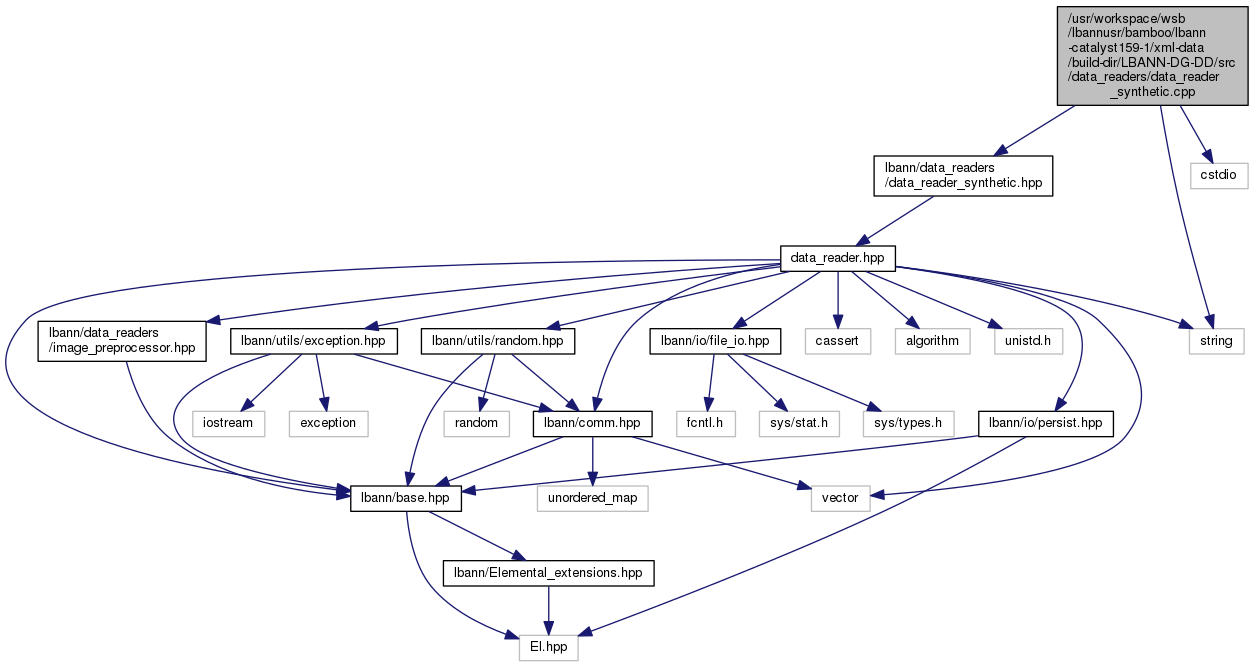 /usr/workspace/wsb
/lbannusr/bamboo/lbann
-catalyst159-1/xml-data
/build-dir/LBANN-DG-DD/src
/data_readers/data_reader
_synthetic.cpp
lbann/data_readers
/data_reader_synthetic.hpp
cstdio
data_reader.hpp
lbann/data_readers
/image_preprocessor.hpp
lbann/utils/exception.hpp
lbann/utils/random.hpp
lbann/io/file_io.hpp
cassert
algorithm
unistd.h
string
iostream
exception
random
lbann/comm.hpp
fcntl.h
sys/stat.h
sys/types.h
lbann/io/persist.hpp
lbann/base.hpp
unordered_map
vector
lbann/Elemental_extensions.hpp
El.hpp